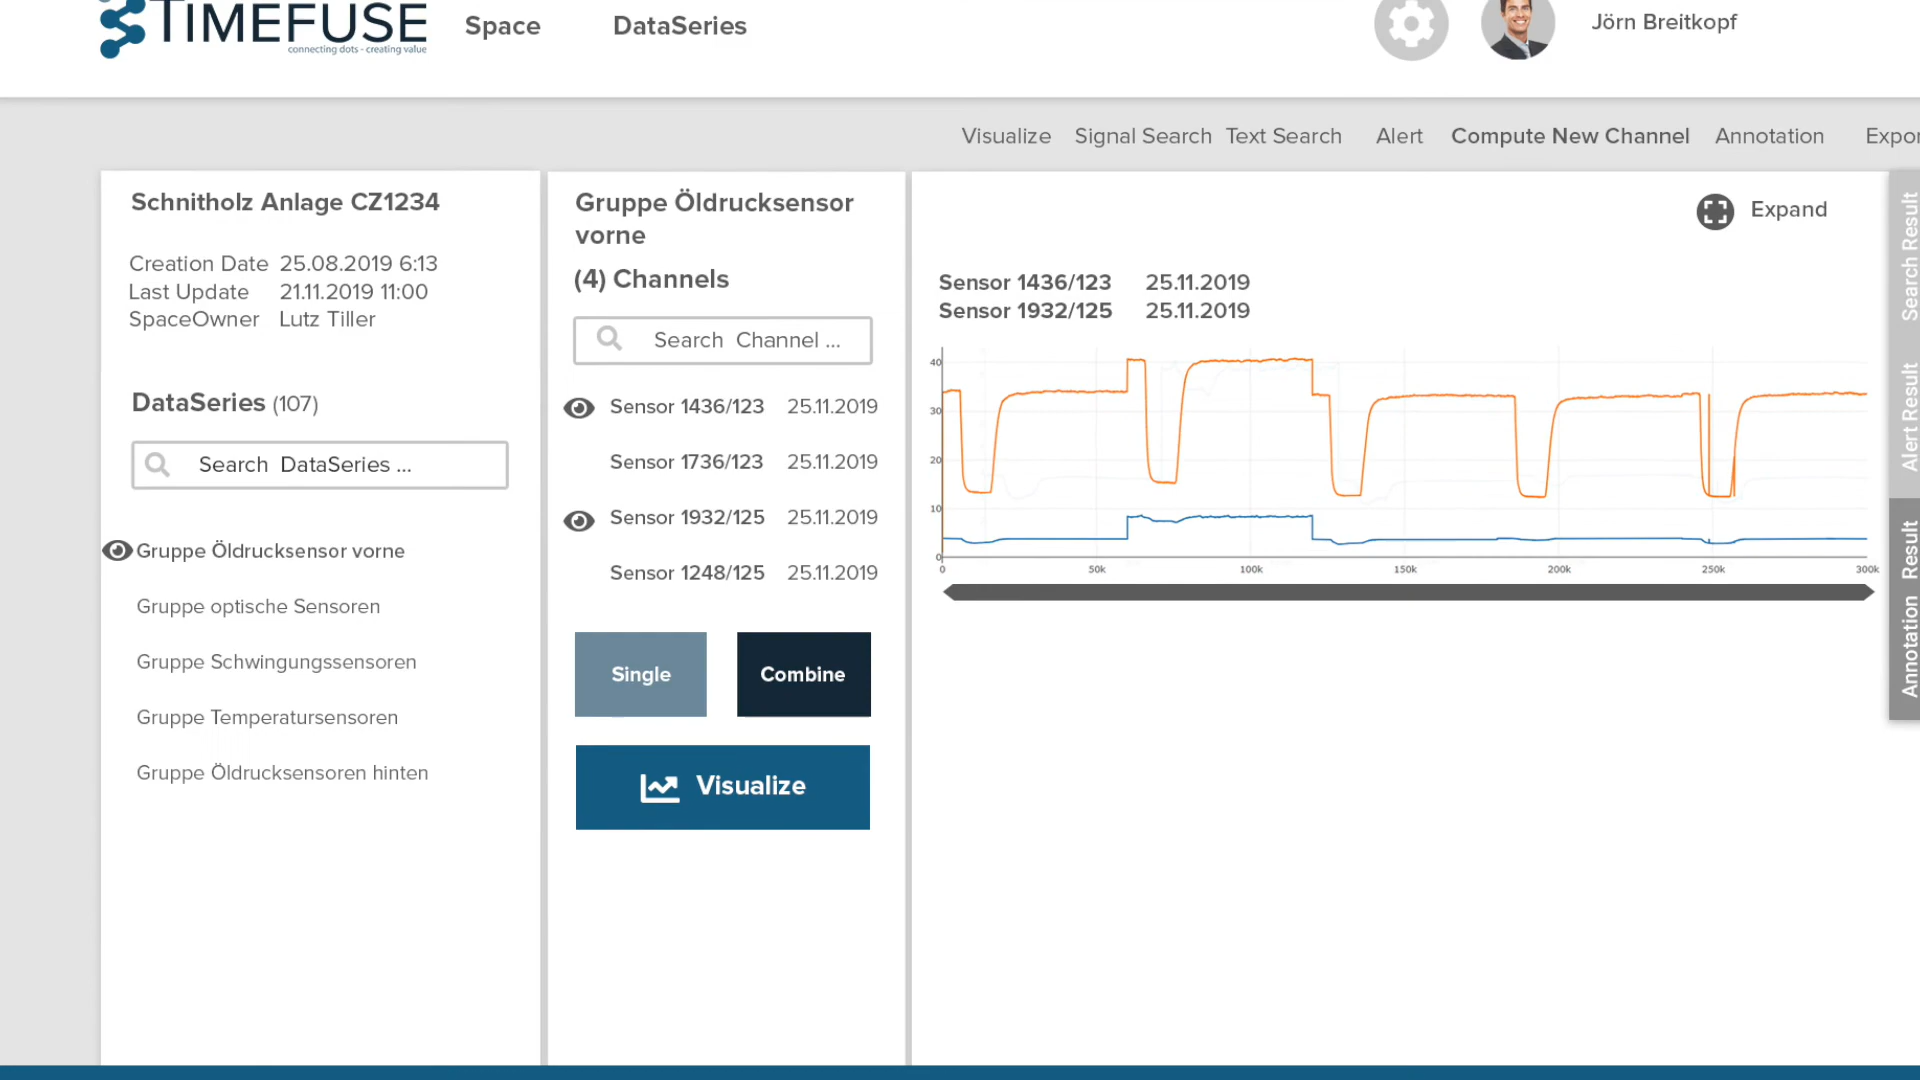 TIMEFUSE
connecting dots - creating value
Space
DataSeries
Jörn Breitkopf
Visualize
Signal Search
Text Search
Alert
Compute New Channel
Annotation
Expor
Schnitholz Anlage CZ1234
Creation Date 25.08.2019 6:13
Last Update 21.11.2019 11:00
SpaceOwner Lutz Tiller
DataSeries (107)
Search DataSeries ...
Gruppe Öldrucksensor vorne
Gruppe optische Sensoren
Gruppe Schwingungssensoren
Gruppe Temperatursensoren
Gruppe Öldrucksensoren hinten
Gruppe Öldrucksensor
vorne
(4) Channels
Search Channel ...
Sensor 1436/123 25.11.2019
Sensor 1736/123 25.11.2019
Sensor 1932/125 25.11.2019
Sensor 1248/125 25.11.2019
Single
Combine
Visualize
Expand
Sensor 1436/123 25.11.2019
Sensor 1932/125 25.11.2019
40
30
20
10
0
0
50k
100k
150k
200k
250k
300k
Search Result
Alert Result
Annotation Result